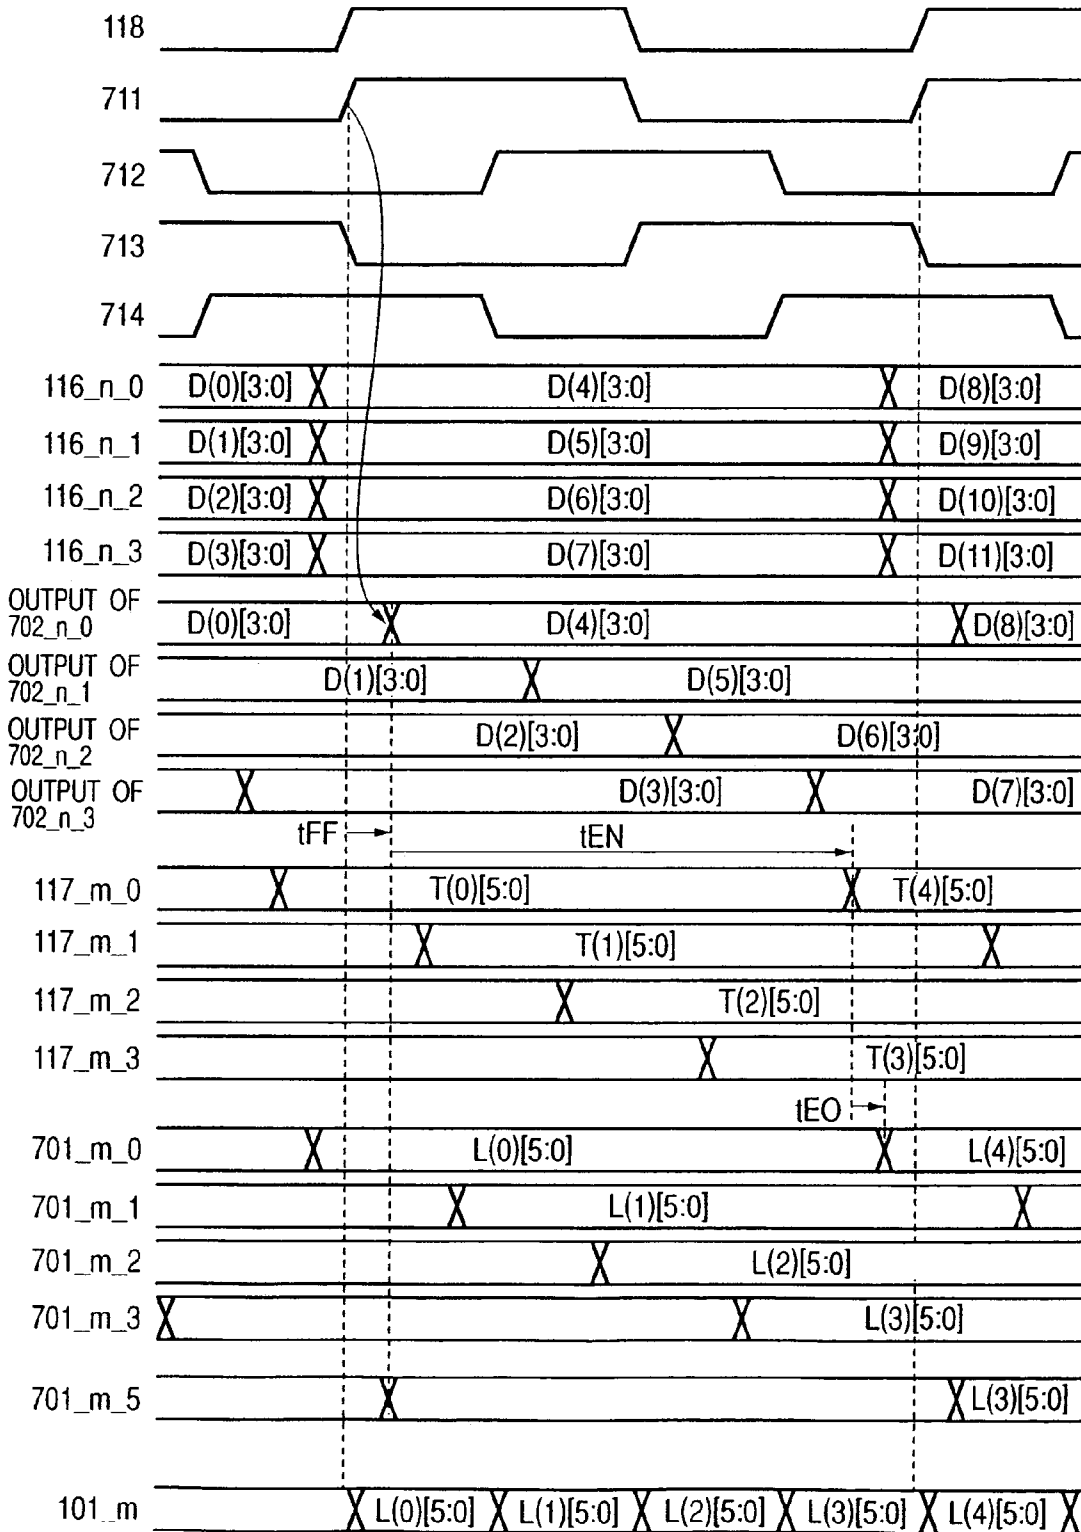 118
711
712
713
714
116_n_0 D(0)[3:0] D(4)[3:0] D(8)[3:0]
116_n_1 D(1)[3:0] D(5)[3:0] D(9)[3:0]
116_n_2 D(2)[3:0] D(6)[3:0] D(10)[3:0]
116_n_3 D(3)[3:0] D(7)[3:0] D(11)[3:0]
OUTPUT OF
702_n_0 D(0)[3:0] D(4)[3:0] D(8)[3:0]
OUTPUT OF
702_n_1 D(1)[3:0] D(5)[3:0]
OUTPUT OF
702_n_2 D(2)[3:0] D(6)[3:0]
OUTPUT OF
702_n_3 D(3)[3:0] D(7)[3:0]
tFF tEN
117_m_0 T(0)[5:0] T(4)[5:0]
117_m_1 T(1)[5:0]
117_m_2 T(2)[5:0]
117_m_3 T(3)[5:0]
tEO
701_m_0 L(0)[5:0] L(4)[5:0]
701_m_1 L(1)[5:0]
701_m_2 L(2)[5:0]
701_m_3 L(3)[5:0]
701_m_5 L(3)[5:0]
101_m L(0)[5:0] L(1)[5:0] L(2)[5:0] L(3)[5:0] L(4)[5:0]